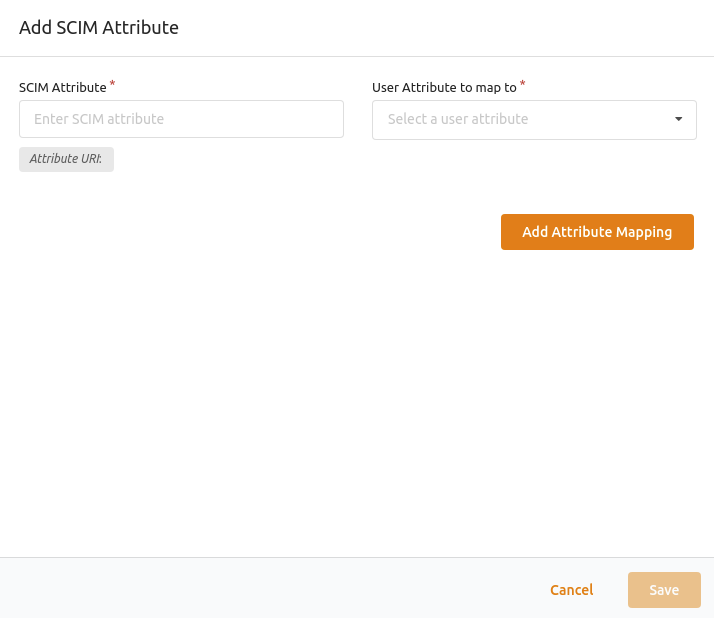 Add SCIM Attribute
SCIM Attribute *
User Attribute to map to *
Enter SCIM attribute
Select a user attribute
Attribute URI:
Add Attribute Mapping
Cancel
Save